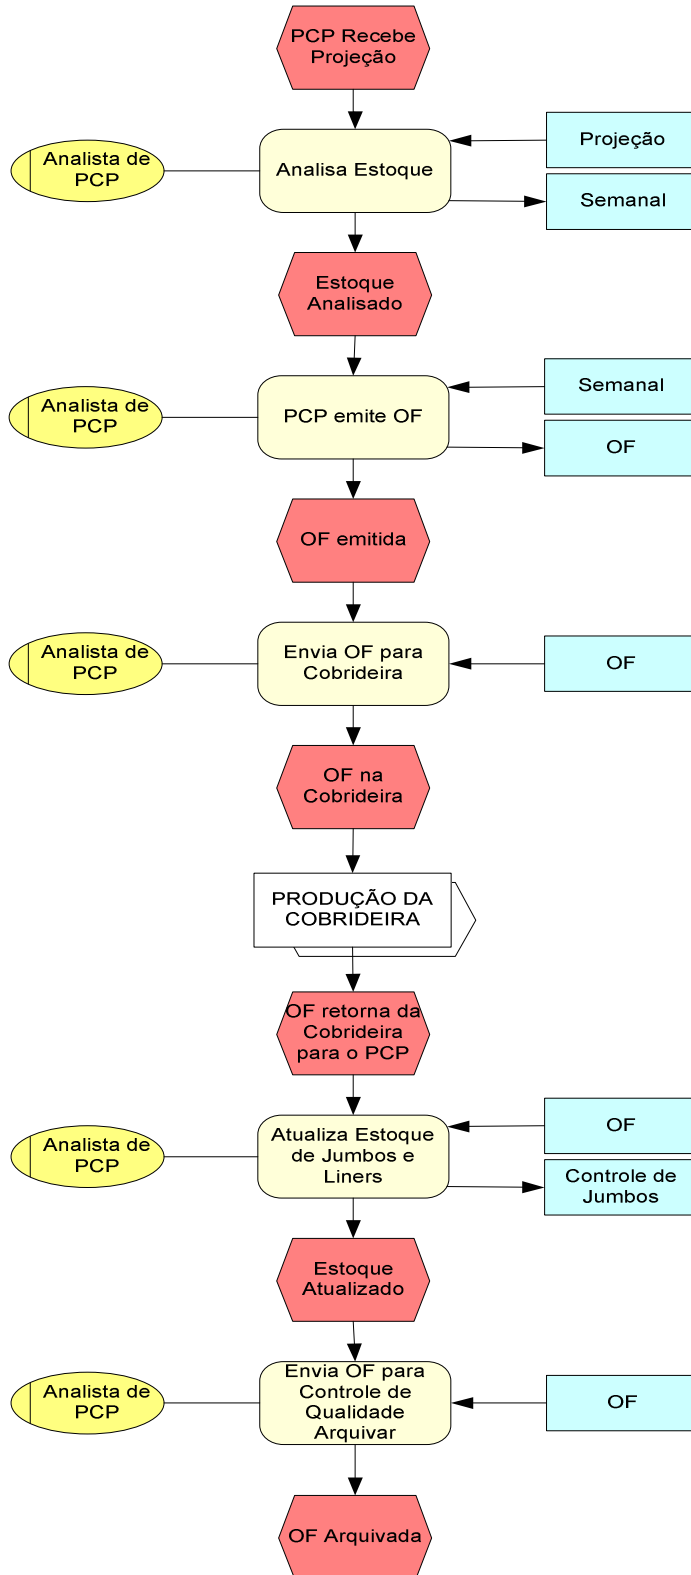 PCP Recebe
Projeção
Analista de
PCP
Analisa Estoque
Projeção
Semanal
Estoque
Analisado
Analista de
PCP
PCP emite OF
Semanal
OF
OF emitida
Analista de
PCP
Envia OF para
Cobrideira
OF
OF na
Cobrideira
PRODUÇÃO DA
COBRIDEIRA
OF retorna da
Cobrideira
para o PCP
Analista de
PCP
Atualiza Estoque
de Jumbos e
Liners
OF
Controle de
Jumbos
Estoque
Atualizado
Analista de
PCP
Envia OF para
Controle de
Qualidade
Arquivar
OF
OF Arquivada